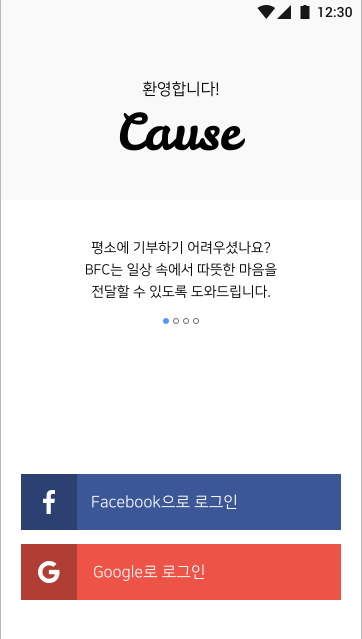 12:30
환영합니다!
Cause
평소에 기부하기 어려우셨나요?
BFC는 일상 속에서 따뜻한 마음을
전달할 수 있도록 도와드립니다.
Facebook으로 로그인
Google로 로그인